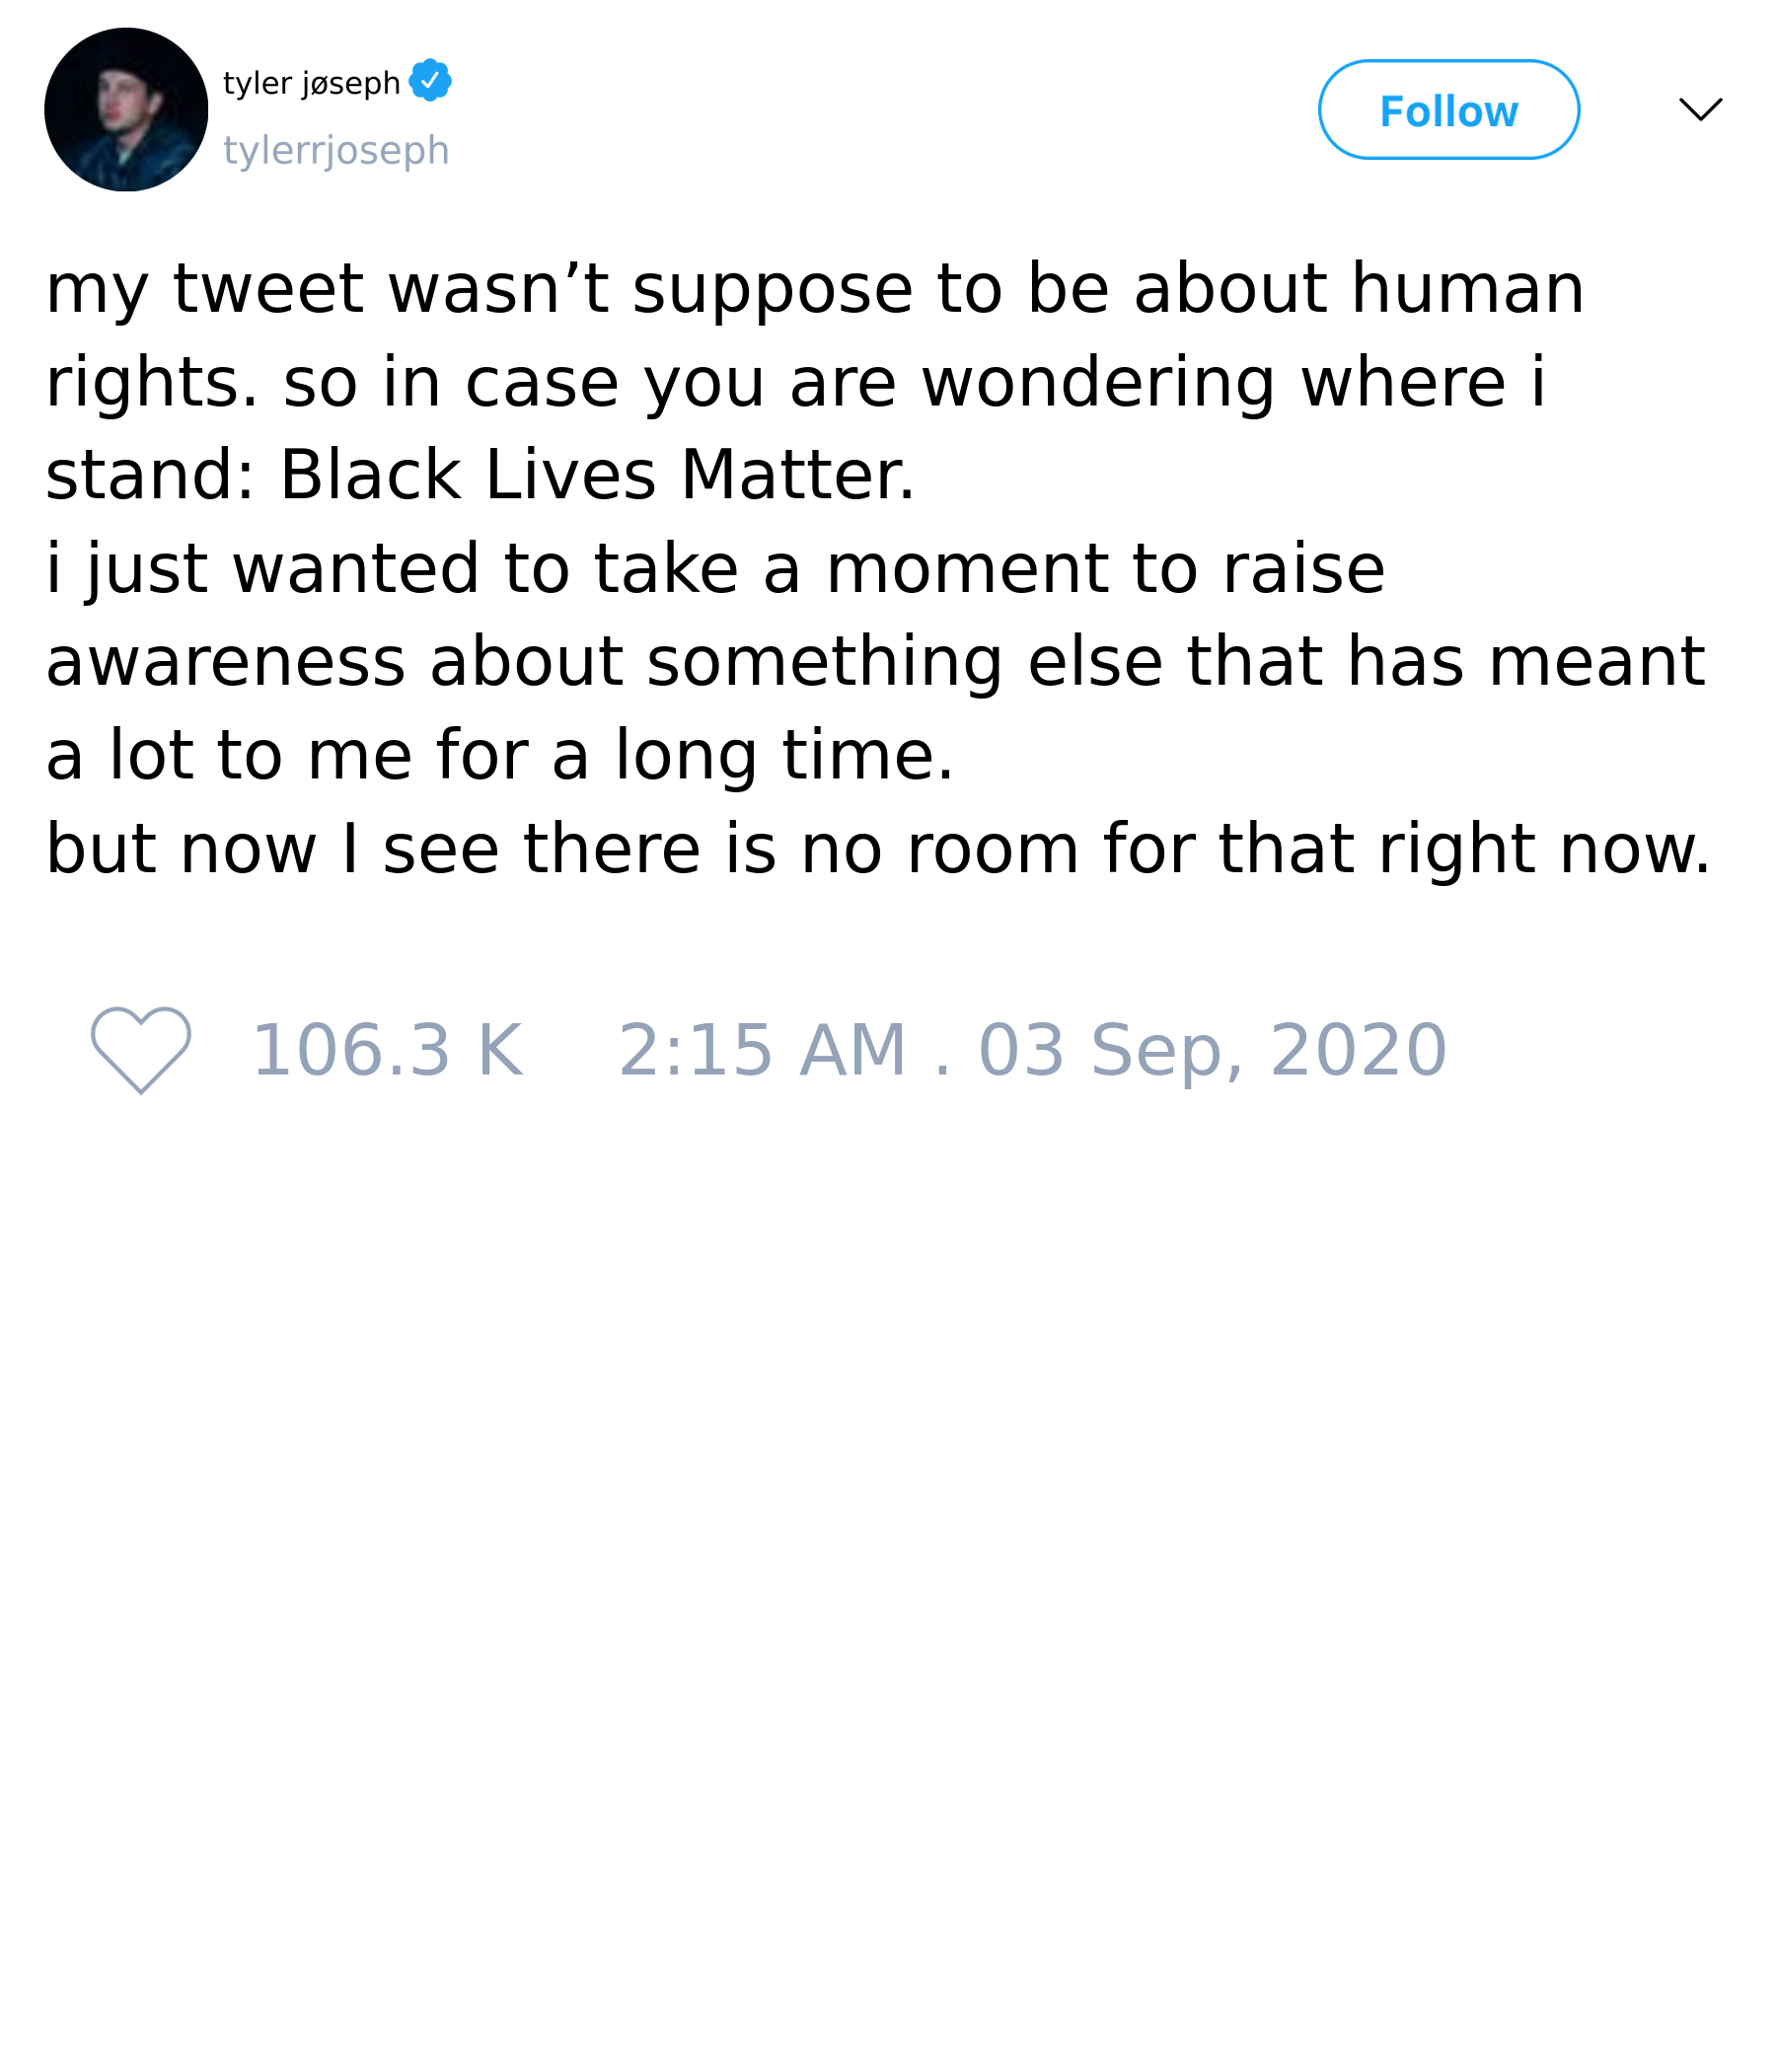 tyler jøseph
tylerrjoseph
Follow
my tweet wasn’t suppose to be about human
rights. so in case you are wondering where i
stand: Black Lives Matter.
i just wanted to take a moment to raise
awareness about something else that has meant
a lot to me for a long time.
but now I see there is no room for that right now.
106.3 K 2:15 AM . 03 Sep, 2020